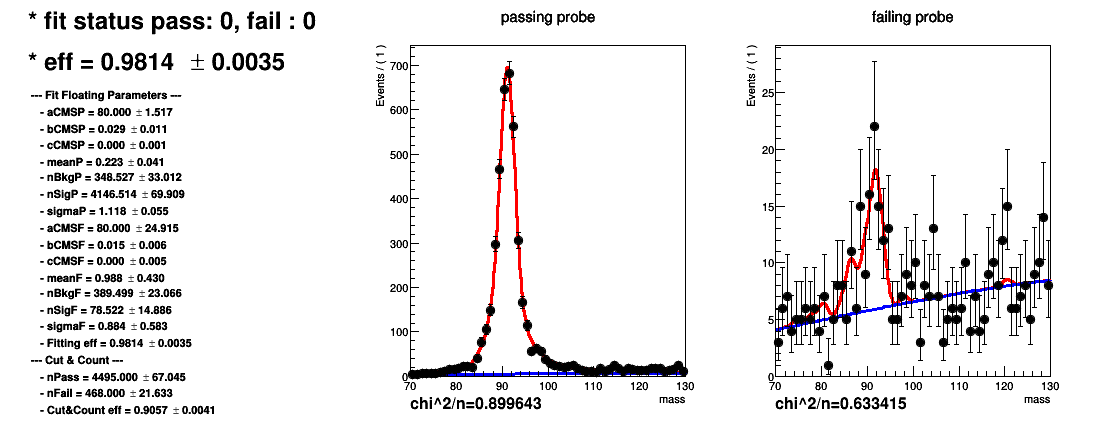 * fit status pass: 0, fail : 0
* eff = 0.9814 ± 0.0035
--- Fit Floating Parameters ---
- aCMSP = 80.000 ± 1.517
- bCMSP = 0.029 ± 0.011
- cCMSP = 0.000 ± 0.001
- meanP = 0.223 ± 0.041
- nBkgP = 348.527 ± 33.012
- nSigP = 4146.514 ± 69.909
- sigmaP = 1.118 ± 0.055
- aCMSF = 80.000 ± 24.915
- bCMSF = 0.015 ± 0.006
- cCMSF = 0.000 ± 0.005
- meanF = 0.988 ± 0.430
- nBkgF = 389.499 ± 23.066
- nSigF = 78.522 ± 14.886
- sigmaF = 0.884 ± 0.583
- Fitting eff = 0.9814 ± 0.0035
--- Cut & Count ---
- nPass = 4495.000 ± 67.045
- nFail = 468.000 ± 21.633
- Cut&Count eff = 0.9057 ± 0.0041
passing probe
Events / ( 1 )
700
600
500
400
300
200
100
0
70 80 90 100 110 120 130
mass
chi^2/n=0.899643
failing probe
Events / ( 1 )
25
20
15
10
5
0
70 80 90 100 110 120 130
mass
chi^2/n=0.633415